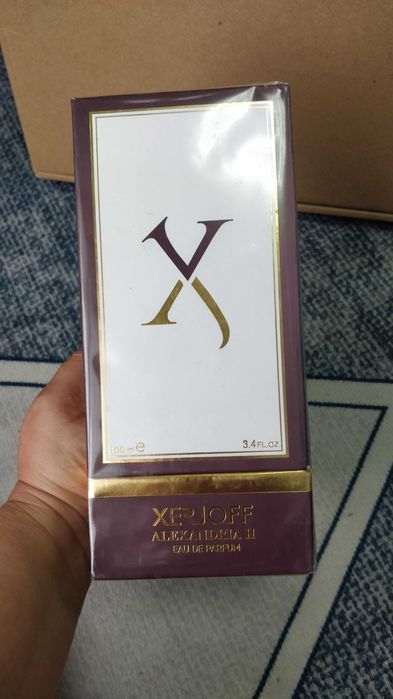 X
100 ml e
3.4 FL.OZ
XERJOFF
ALEXANDRIA II
EAU DE PARFUM